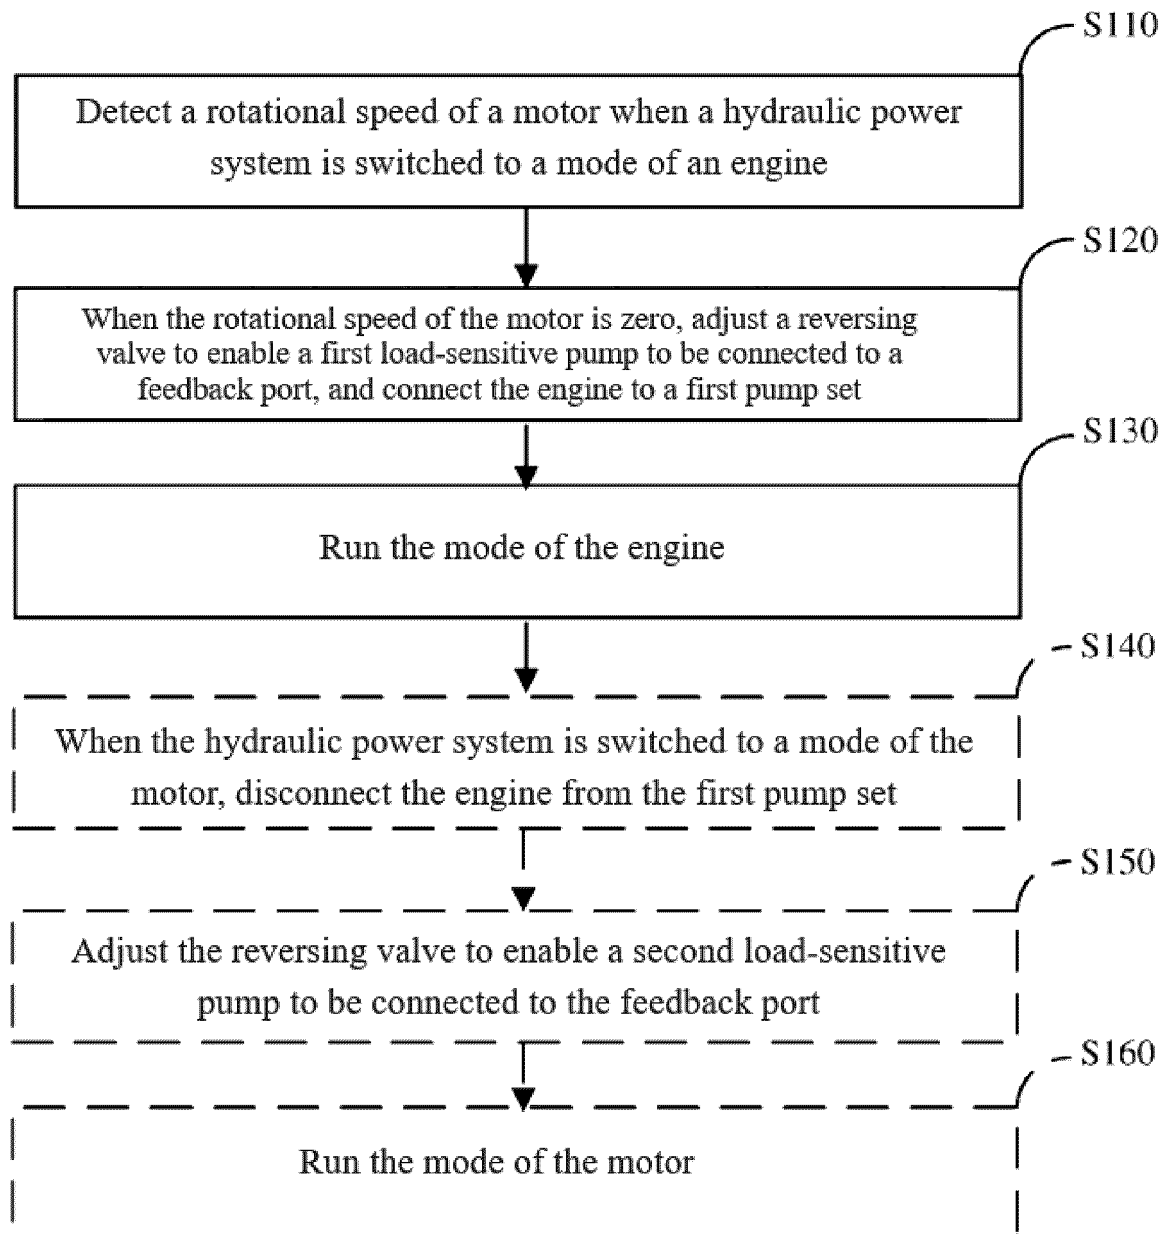 S110
Detect a rotational speed of a motor when a hydraulic power
system is switched to a mode of an engine
S120
When the rotational speed of the motor is zero, adjust a reversing
valve to enable a first load-sensitive pump to be connected to a
feedback port, and connect the engine to a first pump set
S130
Run the mode of the engine
S140
When the hydraulic power system is switched to a mode of the
motor, disconnect the engine from the first pump set
S150
Adjust the reversing valve to enable a second load-sensitive
pump to be connected to the feedback port
S160
Run the mode of the motor